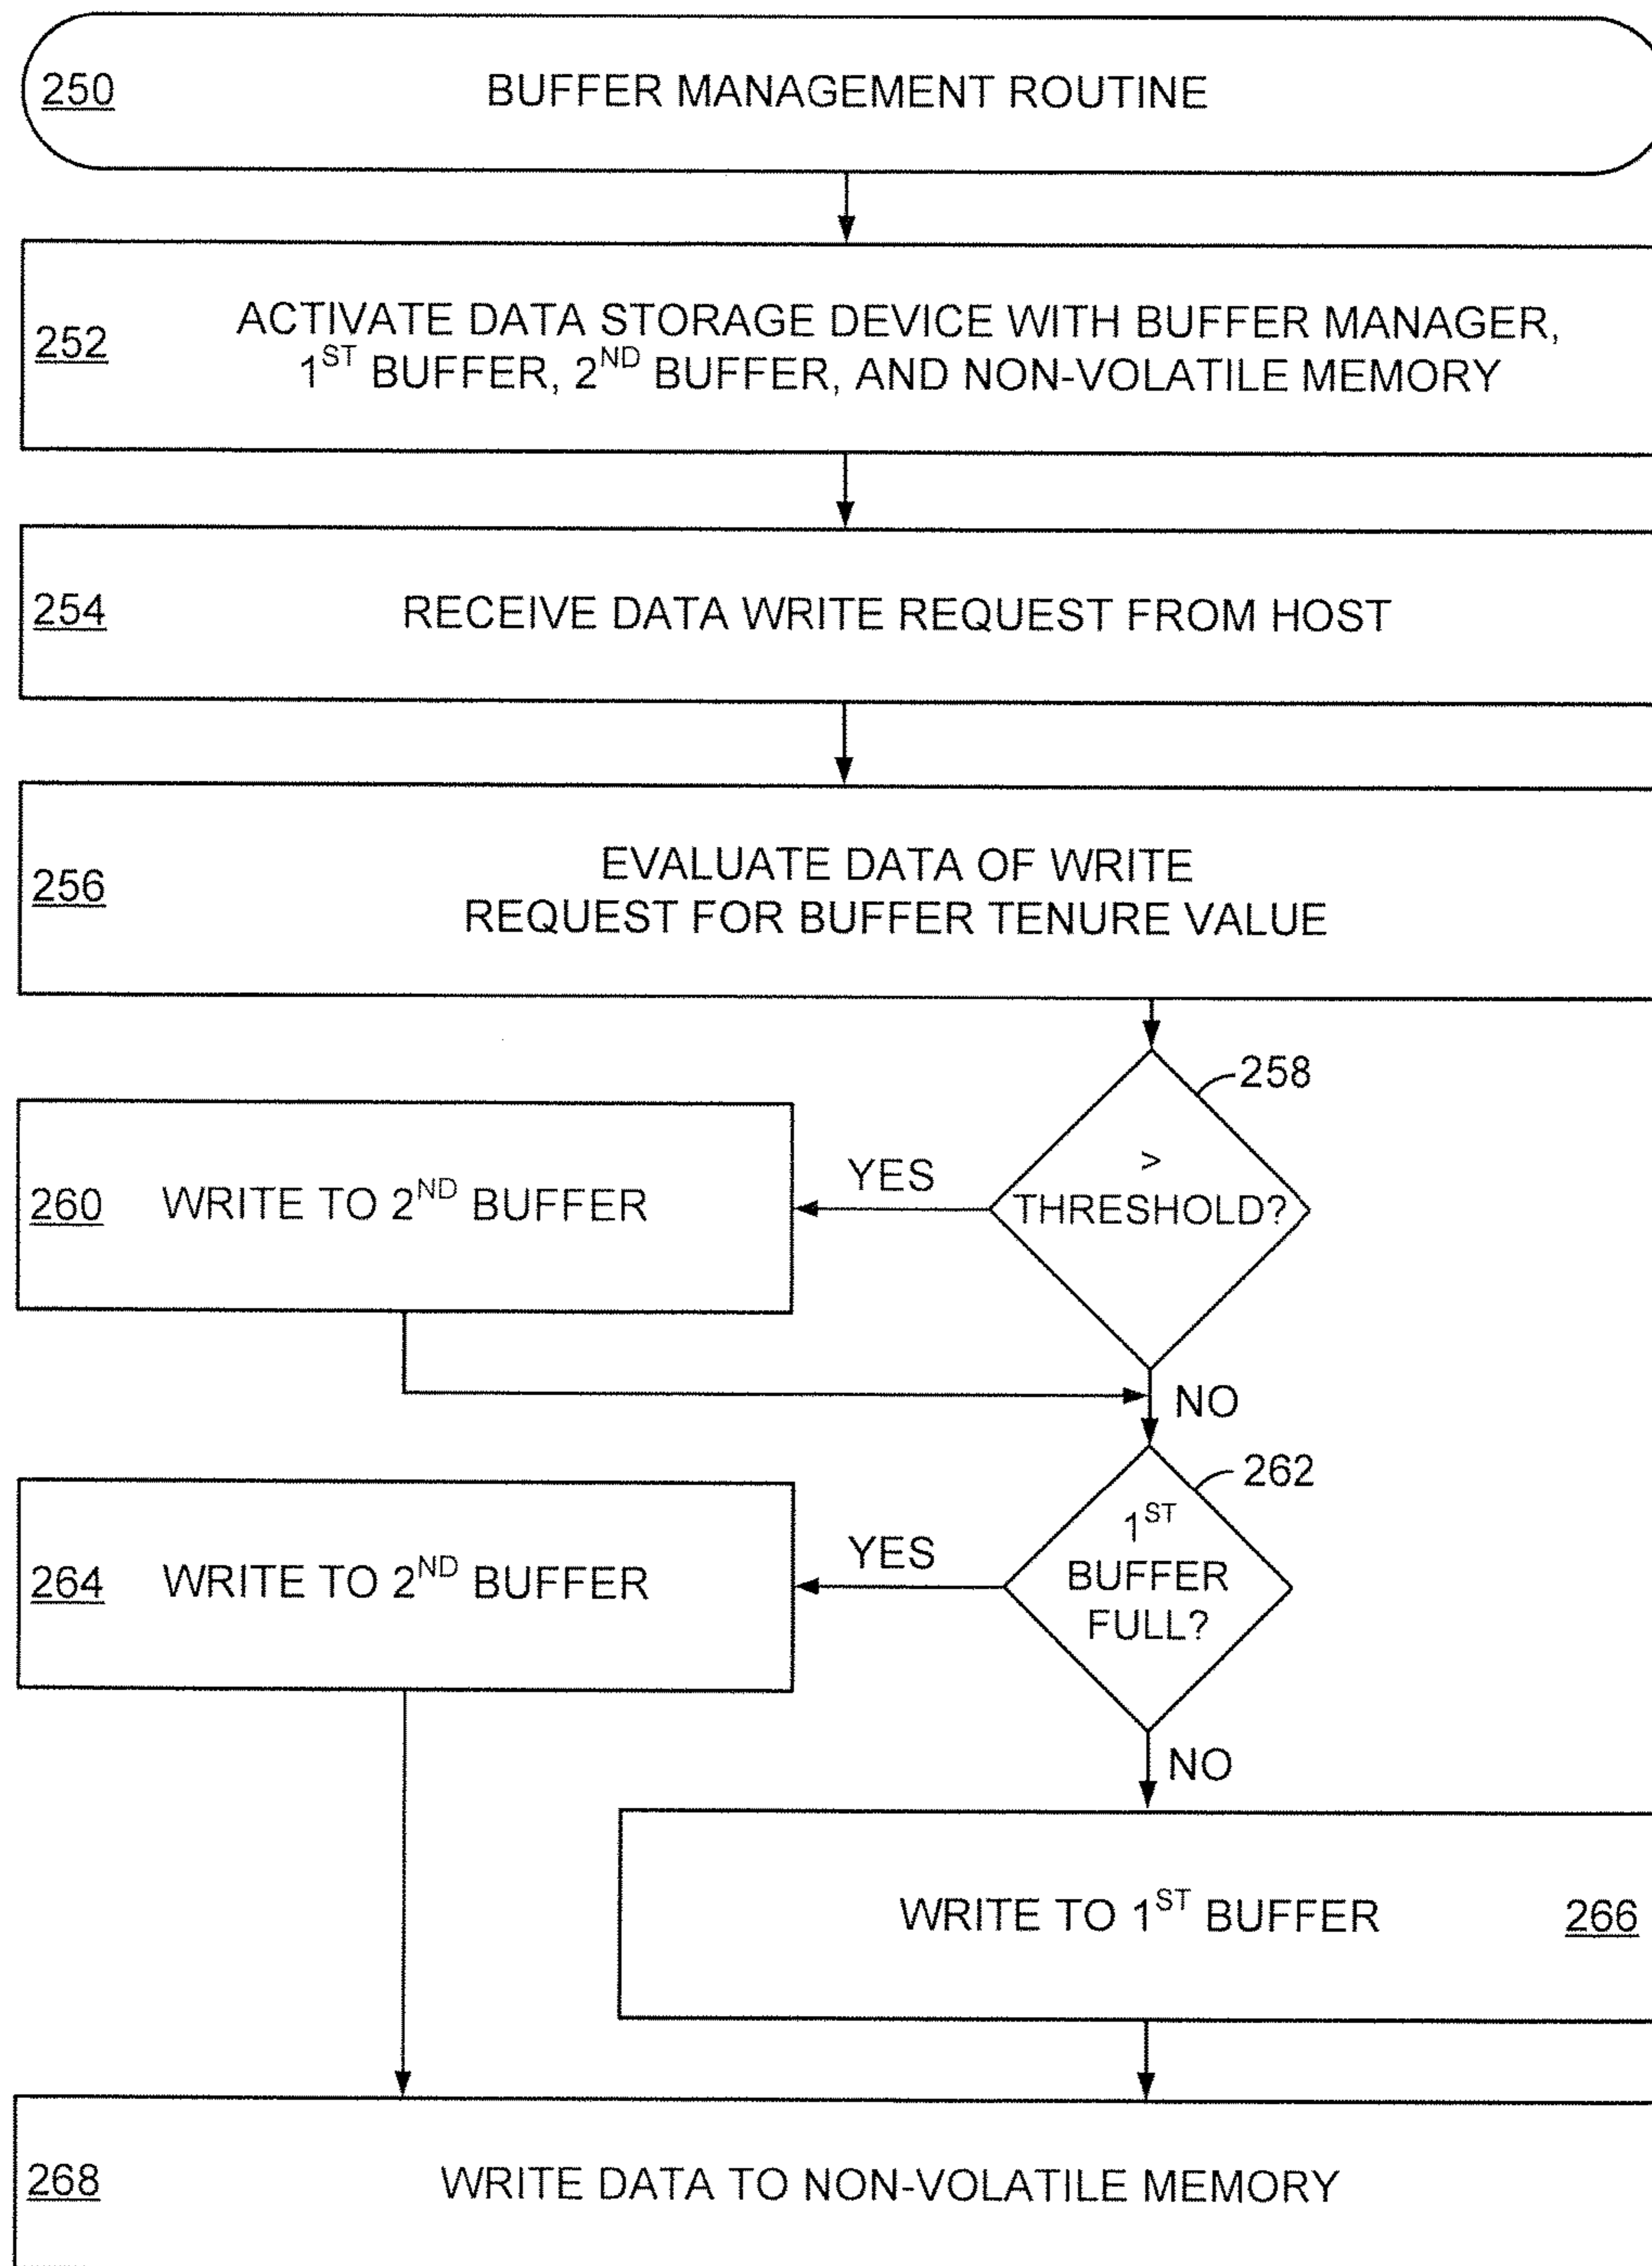 250 BUFFER MANAGEMENT ROUTINE
252 ACTIVATE DATA STORAGE DEVICE WITH BUFFER MANAGER,
1ST BUFFER, 2ND BUFFER, AND NON-VOLATILE MEMORY
254 RECEIVE DATA WRITE REQUEST FROM HOST
256 EVALUATE DATA OF WRITE
REQUEST FOR BUFFER TENURE VALUE
258
>
THRESHOLD?
YES
260 WRITE TO 2ND BUFFER
NO
262
1ST
BUFFER
FULL?
YES
264 WRITE TO 2ND BUFFER
NO
WRITE TO 1ST BUFFER 266
268 WRITE DATA TO NON-VOLATILE MEMORY